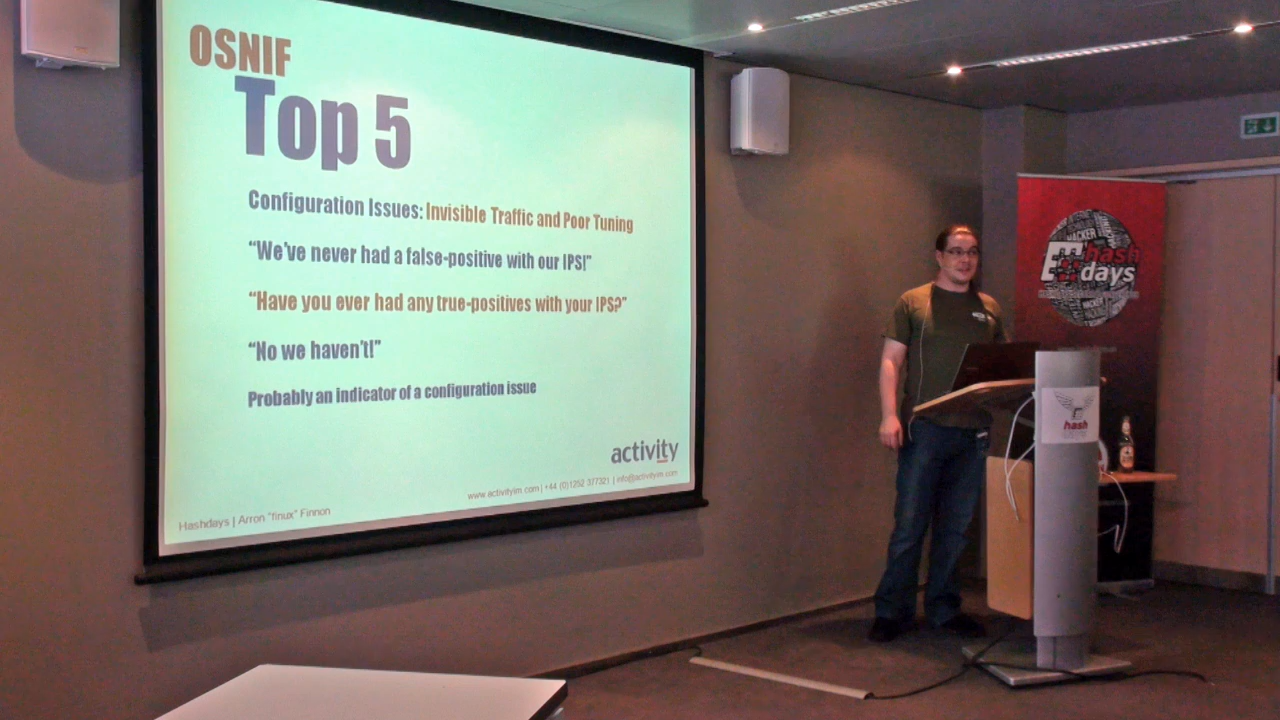 OSNIF
Top 5
Configuration Issues: Invisible Traffic and Poor Tuning
“We've never had a false-positive with our IPS!”
“Have you ever had any true-positives with your IPS?”
“No we haven't!”
Probably an indicator of a configuration issue
activity
www.activityim.com | +44 (0)1252 377321 | info@activityim.com
Hashdays | Arron "finux" Finnon
HACKER
hash
days
HACKER
hash